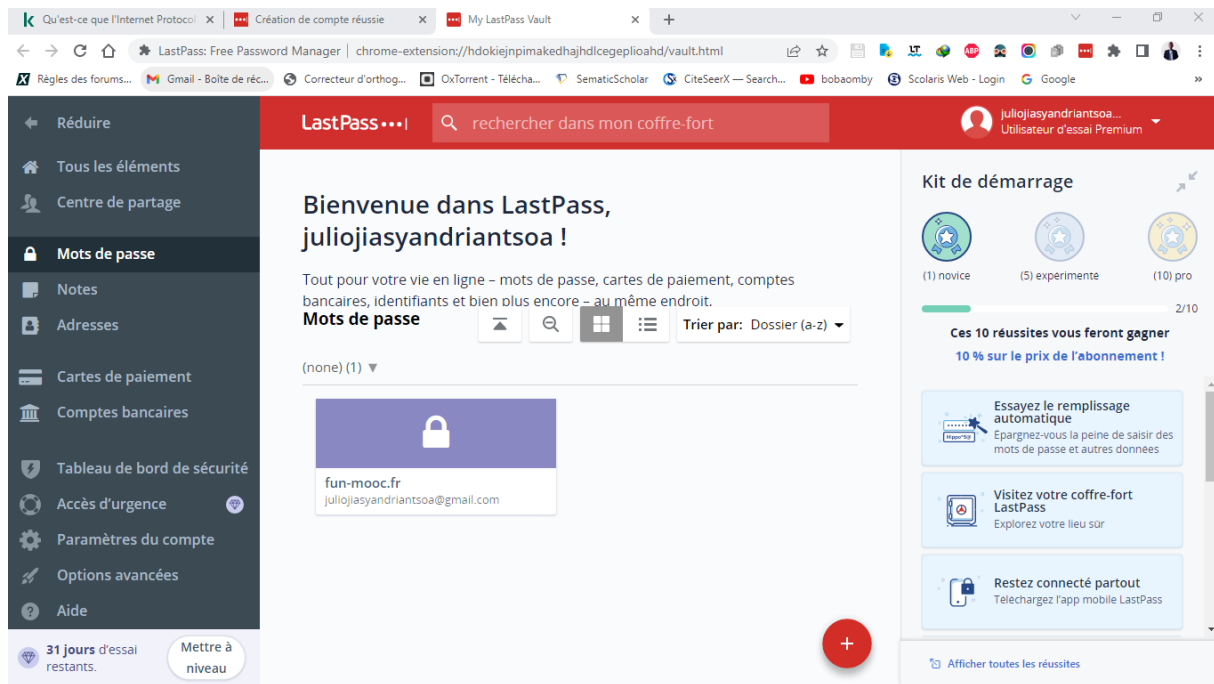 Qu'est-ce que l'Internet Protocol
Création de compte réussie
My LastPass Vault
LastPass: Free Password Manager | chrome-extension://hdokiejnpimakedhajhdlcegeplioahd/vault.html
Règles des forums...
Gmail - Boîte de réc...
Correcteur d'orthog...
OxTorrent - Télécha...
SematicScholar
CiteSeerX — Search...
bobaomby
Scolaris Web - Login
Google
»
Réduire
Tous les éléments
Centre de partage
Mots de passe
Notes
Adresses
Cartes de paiement
Comptes bancaires
Tableau de bord de sécurité
Accès d'urgence
Paramètres du compte
Options avancées
Aide
31 jours d'essai
restants.
Mettre à
niveau
LastPass
rechercher dans mon coffre-fort
juliojiasyandriantsoa...
Utilisateur d'essai Premium
Bienvenue dans LastPass,
juliojiasyandriantsoa !
Tout pour votre vie en ligne – mots de passe, cartes de paiement, comptes
bancaires, identifiants et bien plus encore – au même endroit.
Mots de passe
Trier par: Dossier (a-z)
(none) (1)
fun-mooc.fr
juliojiasyandriantsoa@gmail.com
+
Kit de démarrage
(1) novice
(5) expérimenté
(10) pro
2/10
Ces 10 réussites vous feront gagner
10 % sur le prix de l'abonnement !
Essayez le remplissage
automatique
Épargnez-vous la peine de saisir des
mots de passe et autres données
Visitez votre coffre-fort
LastPass
Explorez votre lieu sûr
Restez connecté partout
Téléchargez l'app mobile LastPass
Afficher toutes les réussites